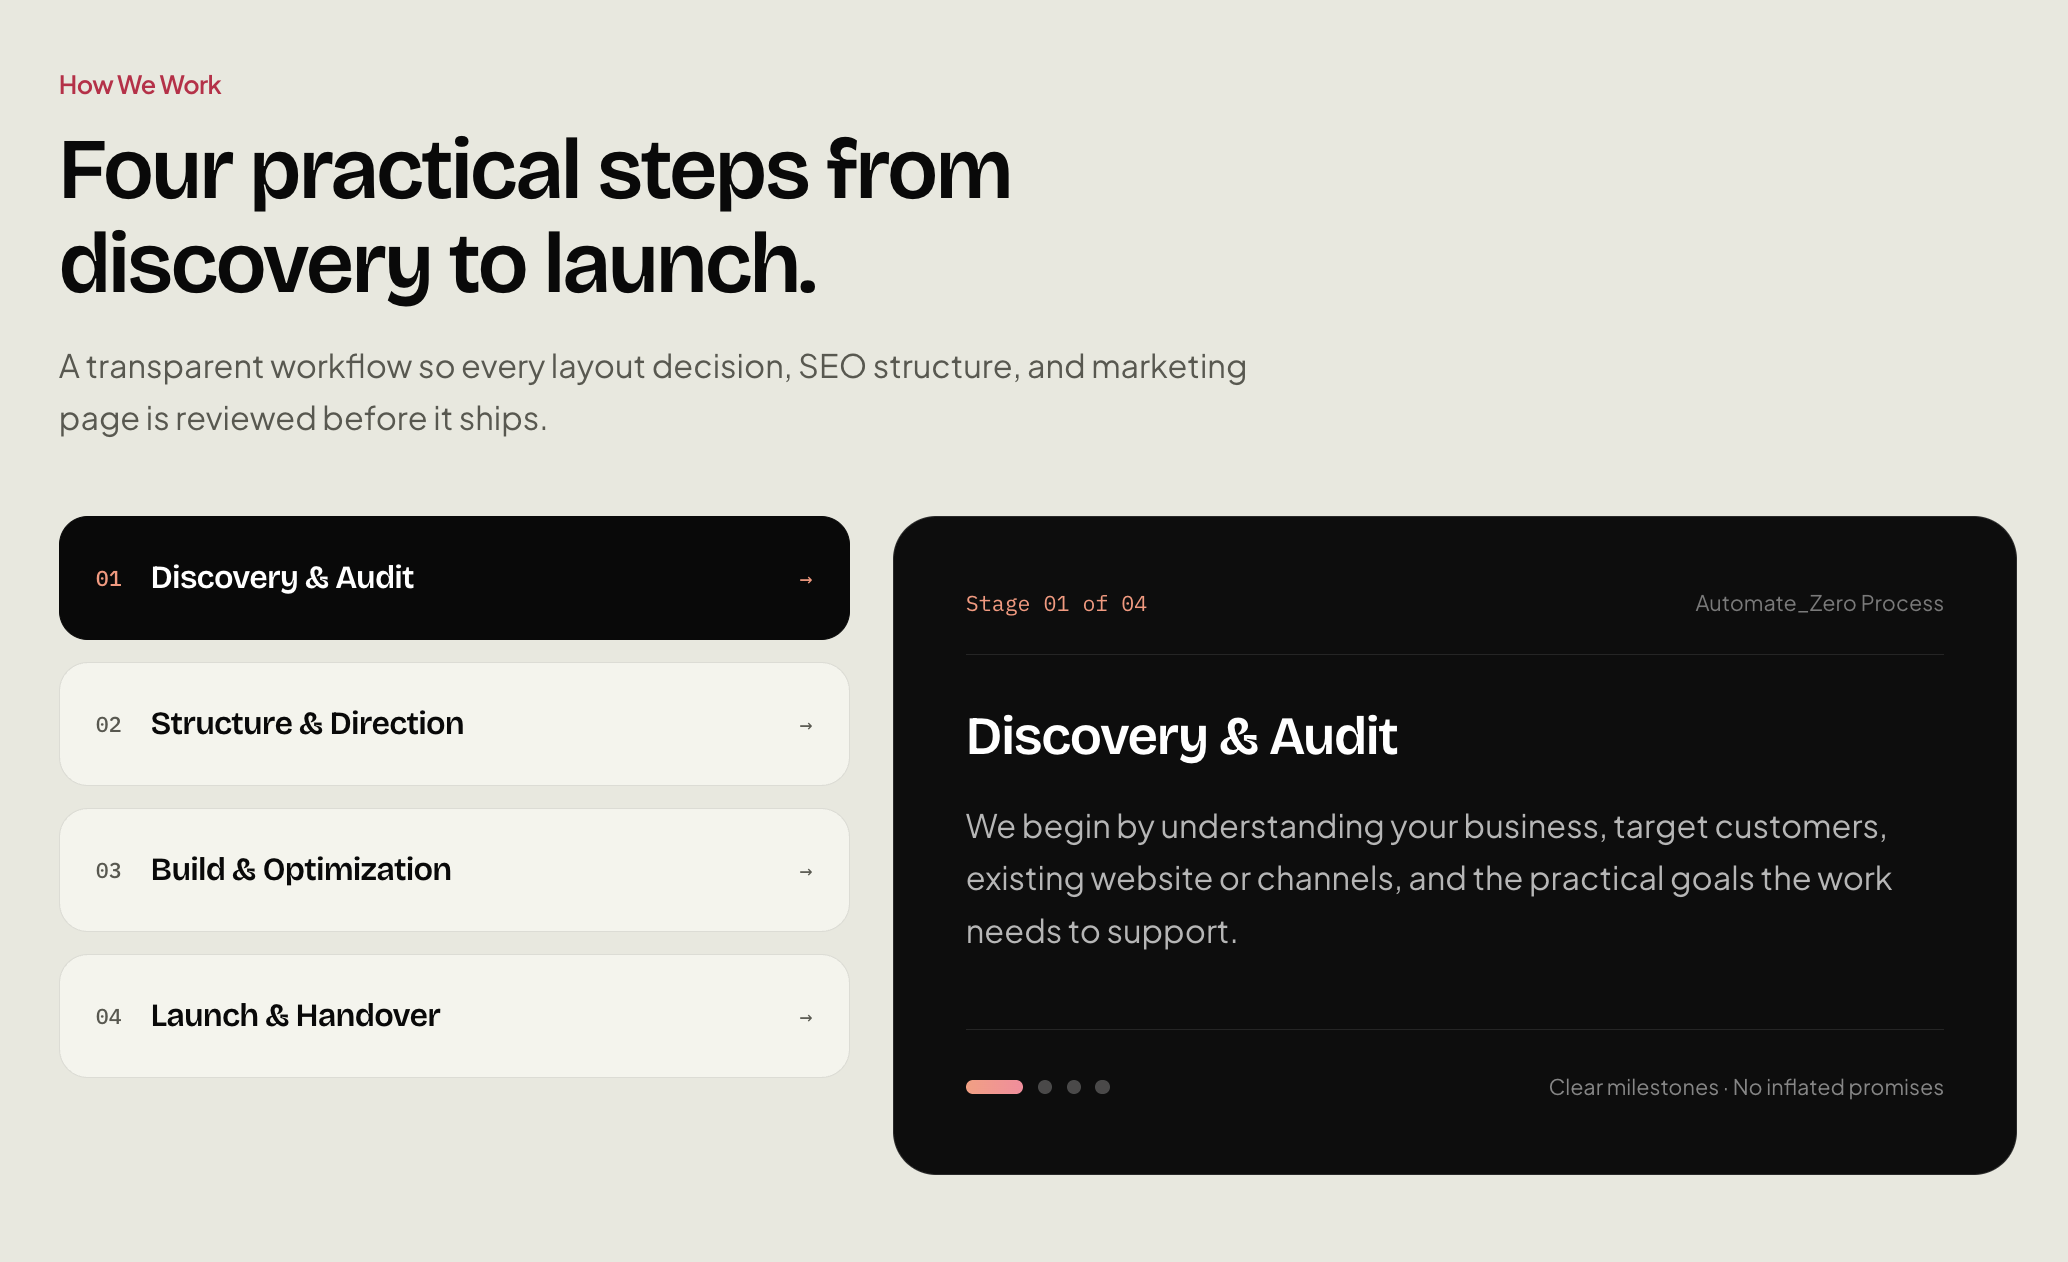 How We Work
Four practical steps from
discovery to launch.
A transparent workflow so every layout decision, SEO structure, and marketing
page is reviewed before it ships.
01 Discovery & Audit →
02 Structure & Direction →
03 Build & Optimization →
04 Launch & Handover →
Stage 01 of 04 Automate_Zero Process
Discovery & Audit
We begin by understanding your business, target customers,
existing website or channels, and the practical goals the work
needs to support.
Clear milestones · No inflated promises